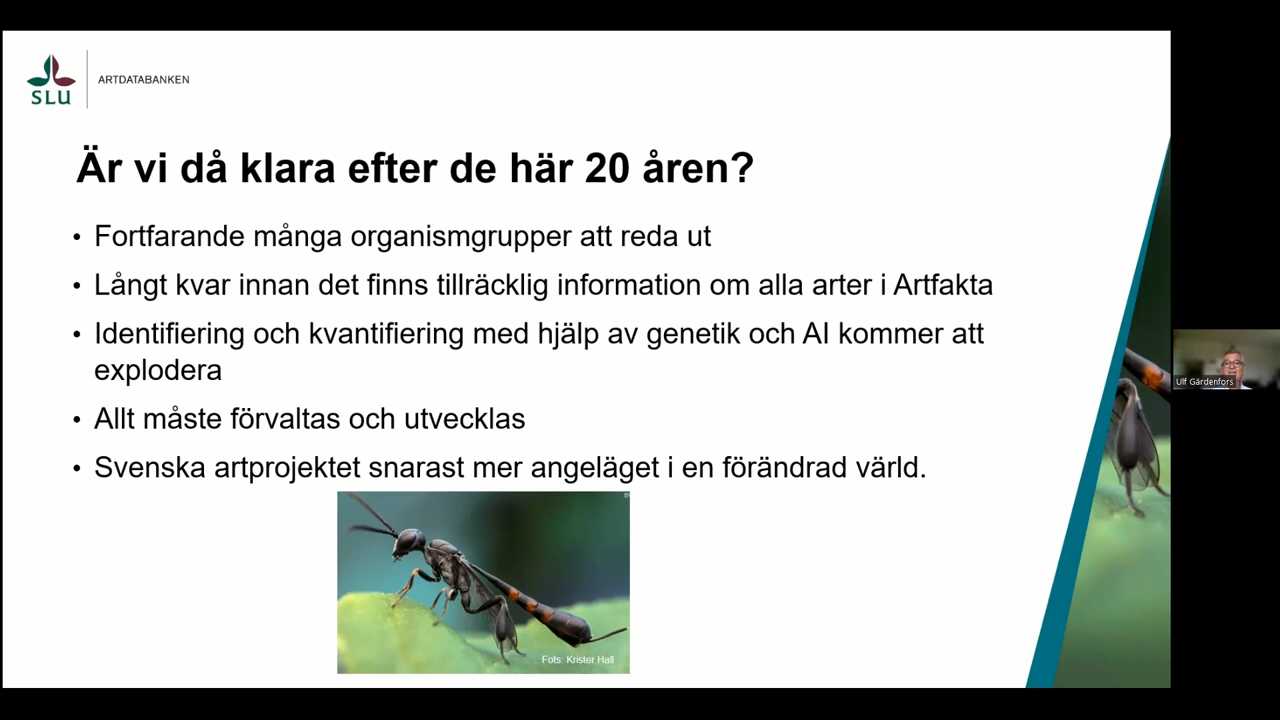 SLU
ARTDATABANKEN
Är vi då klara efter de här 20 åren?
• Fortfarande många organismgrupper att reda ut
• Långt kvar innan det finns tillräcklig information om alla arter i Artfakta
• Identifiering och kvantifiering med hjälp av genetik och AI kommer att
explodera
• Allt måste förvaltas och utvecklas
• Svenska artprojektet snarast mer angeläget i en förändrad värld.
Foto: Krister Hall
Ulf Gärdenfors